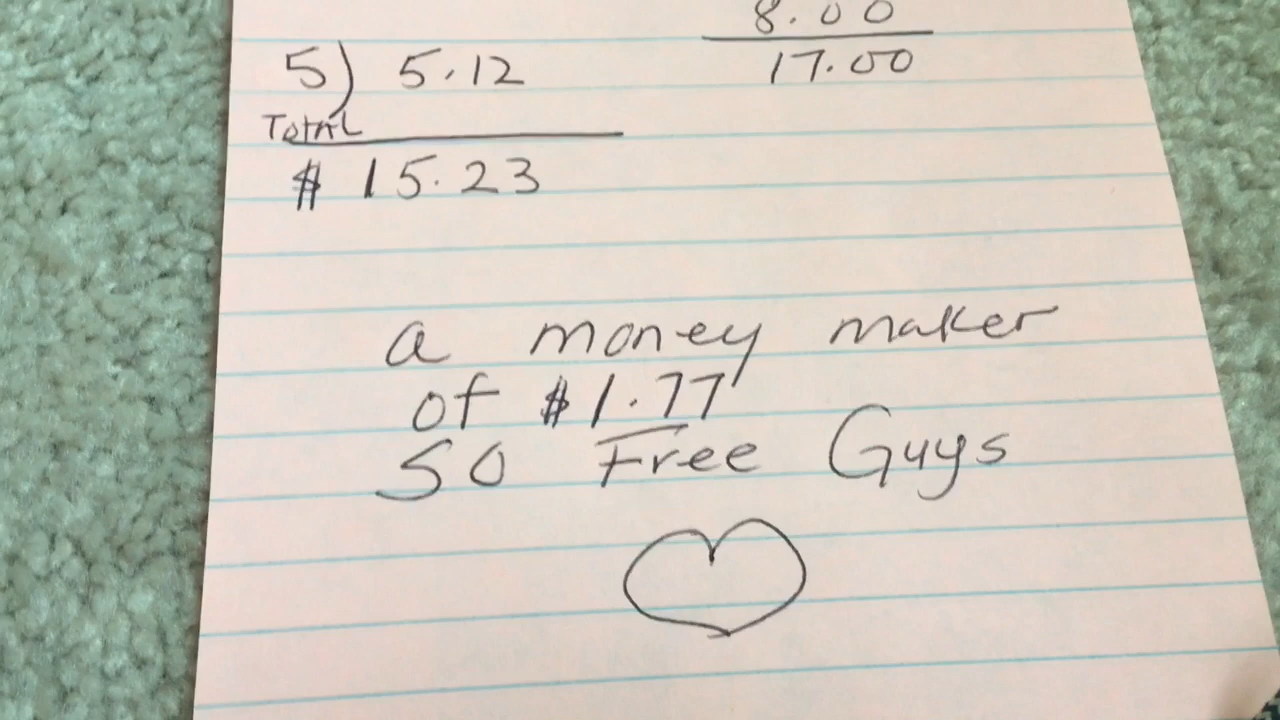 8.00
5) 5.12
17.00
Total
$ 15.23
a money maker
of $1.77
SO Free Guys